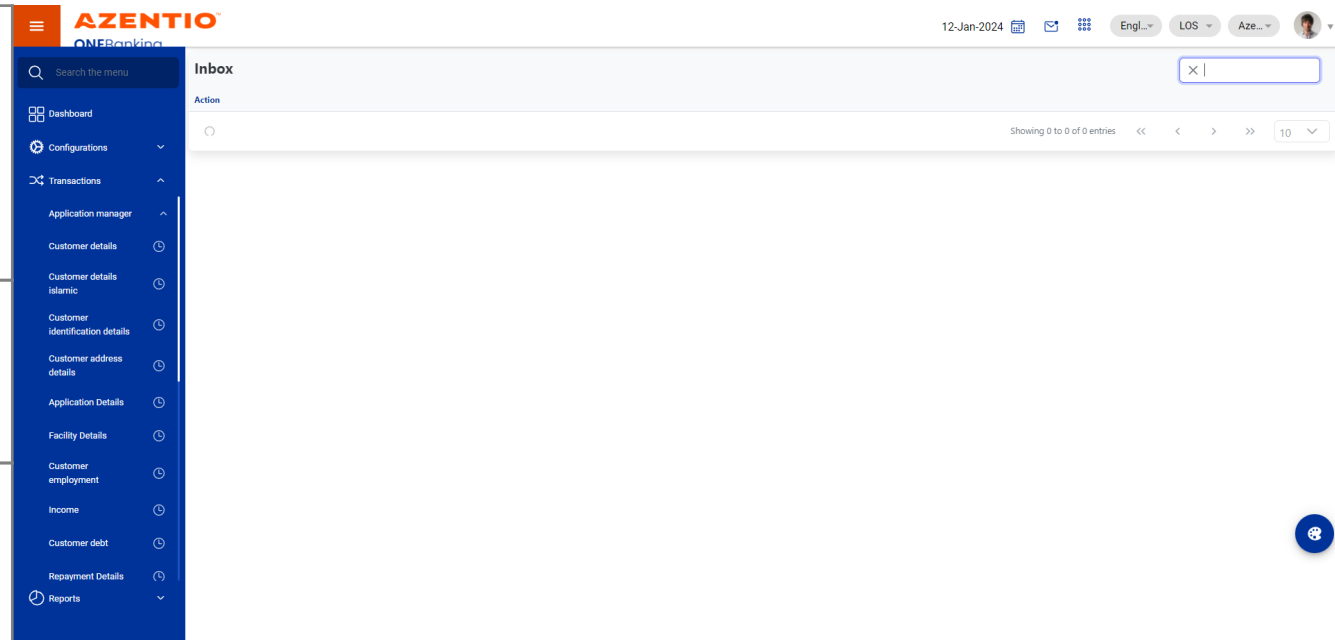 AZENTIO
ONEBanking
12-Jan-2024
Engl...
LOS
Aze...
Search the menu
Dashboard
Configurations
Transactions
Application manager
Customer details
Customer details
islamic
Customer
identification details
Customer address
details
Application Details
Facility Details
Customer
employment
Income
Customer debt
Repayment Details
Reports
Inbox
Action
Showing 0 to 0 of 0 entries
10